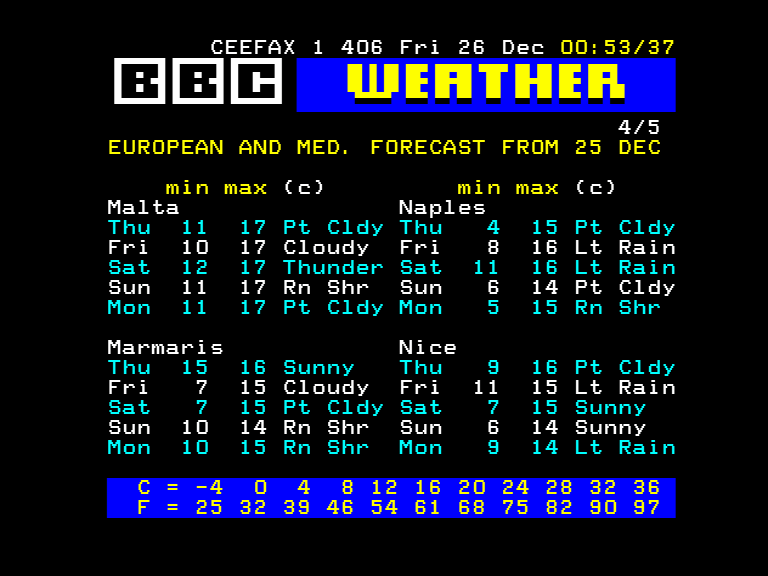 CEEFAX 1 406 Fri 26 Dec 00:53/37
BBC WEATHER
4/5
EUROPEAN AND MED. FORECAST FROM 25 DEC
min max (c) min max (c)
Malta Naples
Thu 11 17 Pt Cldy Thu 4 15 Pt Cldy
Fri 10 17 Cloudy Fri 8 16 Lt Rain
Sat 12 17 Thunder Sat 11 16 Lt Rain
Sun 11 17 Rn Shr Sun 6 14 Pt Cldy
Mon 11 17 Pt Cldy Mon 5 15 Rn Shr
Marmaris Nice
Thu 15 16 Sunny Thu 9 16 Pt Cldy
Fri 7 15 Cloudy Fri 11 15 Lt Rain
Sat 7 15 Pt Cldy Sat 7 15 Sunny
Sun 10 14 Rn Shr Sun 6 14 Sunny
Mon 10 15 Rn Shr Mon 9 14 Lt Rain
C = -4 0 4 8 12 16 20 24 28 32 36
F = 25 32 39 46 54 61 68 75 82 90 97